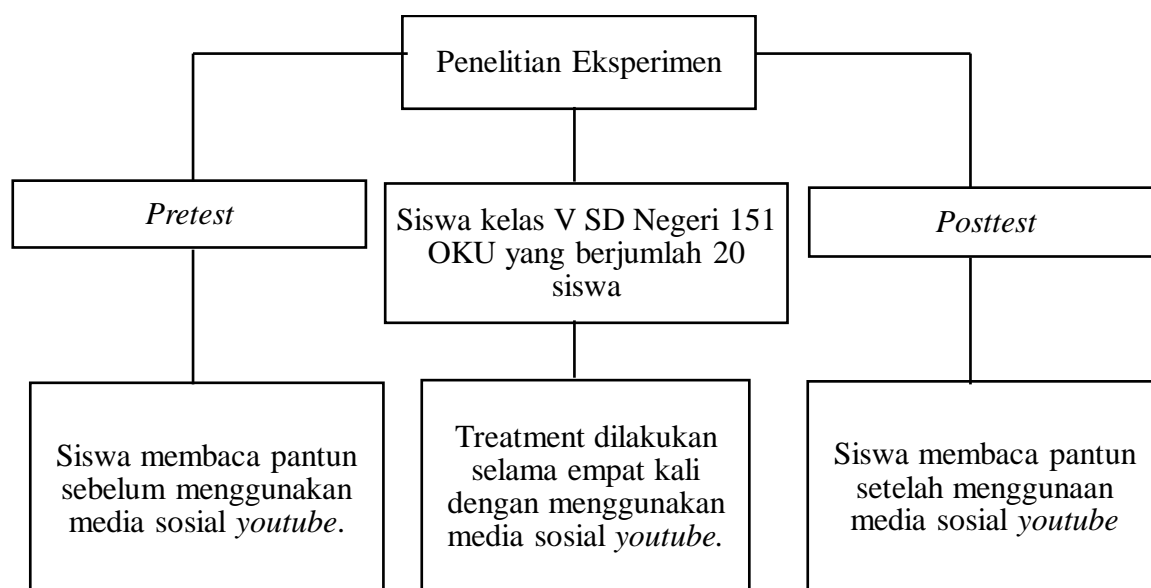 Penelitian Eksperimen
Pretest
Siswa kelas V SD Negeri 151
OKU yang berjumlah 20
siswa
Posttest
Siswa membaca pantun
sebelum menggunakan
media sosial youtube.
Treatment dilakukan
selama empat kali
dengan menggunakan
media sosial youtube.
Siswa membaca pantun
setelah menggunaan
media sosial youtube